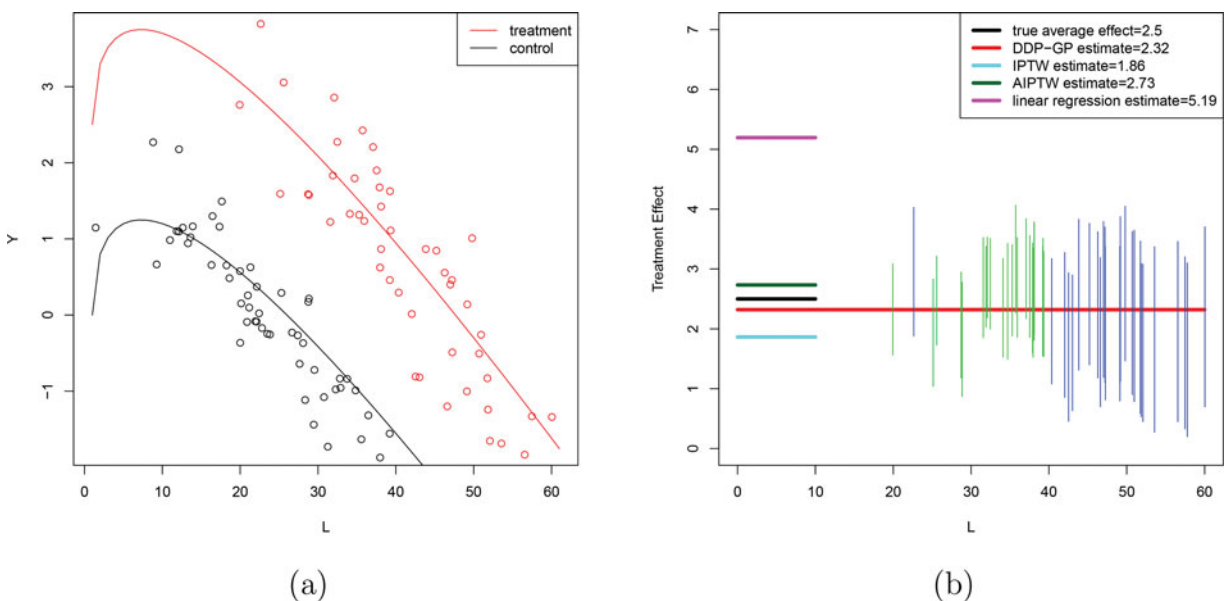 treatment
control
3
2
1
0
−1
Y
0 10 20 30 40 50 60
L
(a)
true average effect=2.5
DDP−GP estimate=2.32
IPTW estimate=1.86
AIPTW estimate=2.73
linear regression estimate=5.19
7
6
5
4
3
2
1
0
Treatment Effect
0 10 20 30 40 50 60
L
(b)